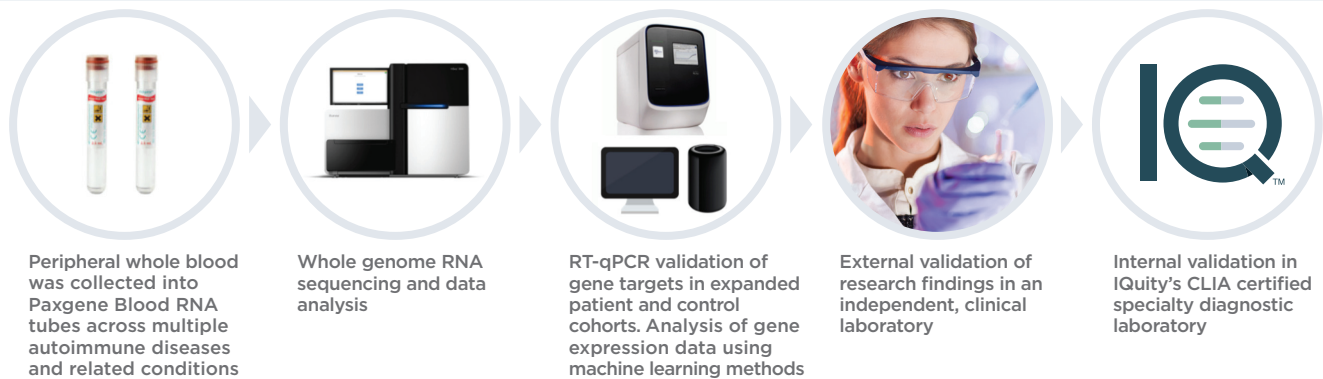 IQ
TM
Peripheral whole blood
was collected into
Paxgene Blood RNA
tubes across multiple
autoimmune diseases
and related conditions
Whole genome RNA
sequencing and data
analysis
RT-qPCR validation of
gene targets in expanded
patient and control
cohorts. Analysis of gene
expression data using
machine learning methods
External validation of
research findings in an
independent, clinical
laboratory
Internal validation in
IQuity's CLIA certified
specialty diagnostic
laboratory